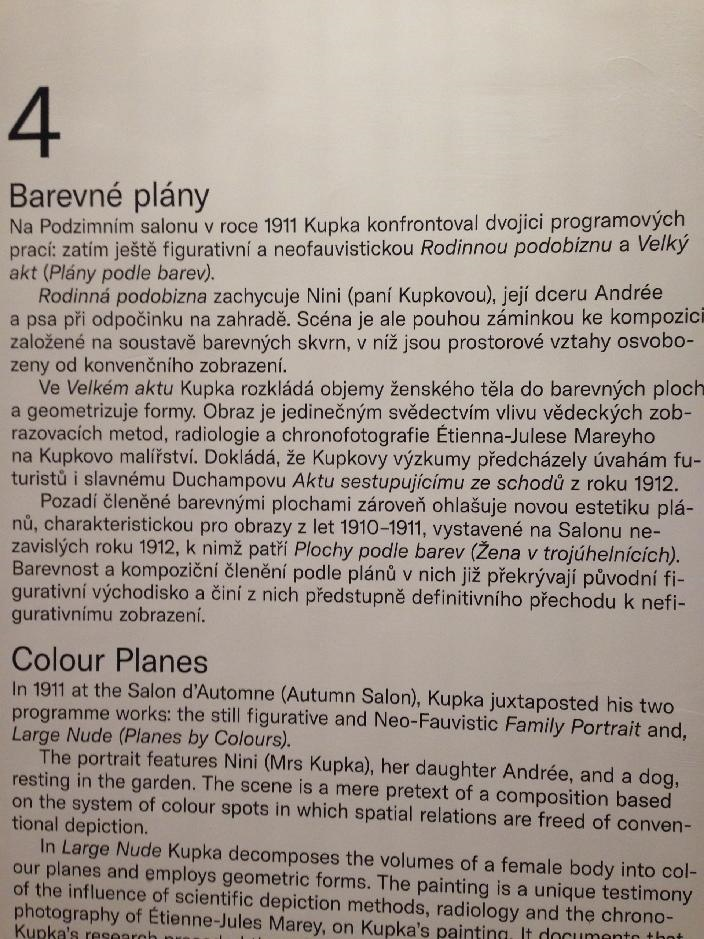 4
Barevné plány
Na Podzimním salonu v roce 1911 Kupka konfrontoval dvojici programových
prací: zatím ještě figurativní a neofauvistickou Rodinnou podobiznu a Velký
akt (Plány podle barev).
Rodinná podobizna zachycuje Nini (paní Kupkovou), její dceru Andrée
a psa při odpočinku na zahradě. Scéna je ale pouhou záminkou ke kompozici
založené na soustavě barevných skvrn, v níž jsou prostorové vztahy osvobo-
zeny od konvenčního zobrazení.
Ve Velkém aktu Kupka rozkládá objemy ženského těla do barevných ploch
a geometrizuje formy. Obraz je jedinečným svědectvím vlivu vědeckých zob-
razovacích metod, radiologie a chronofotografie Étienna-Julese Mareyho
na Kupkovo malířství. Dokládá, že Kupkovy výzkumy předcházely úvahám fu-
turistů i slavnému Duchampovu Aktu sestupujícímu ze schodů z roku 1912.
Pozadí členěné barevnými plochami zároveň ohlašuje novou estetiku plá-
nů, charakteristickou pro obrazy z let 1910–1911, vystavené na Salonu ne-
závislých roku 1912, k nimž patří Plochy podle barev (Žena v trojúhelnících).
Barevnost a kompoziční členění podle plánů v nich již překrývají původní fi-
gurativní východisko a činí z nich předstupně definitivního přechodu k nefi-
gurativnímu zobrazení.
Colour Planes
In 1911 at the Salon d'Automne (Autumn Salon), Kupka juxtaposed his two
programme works: the still figurative and Neo-Fauvistic Family Portrait and,
Large Nude (Planes by Colours).
The portrait features Nini (Mrs Kupka), her daughter Andrée, and a dog,
resting in the garden. The scene is a mere pretext of a composition based
on the system of colour spots in which spatial relations are freed of conven-
tional depiction.
In Large Nude Kupka decomposes the volumes of a female body into col-
our planes and employs geometric forms. The painting is a unique testimony
of the influence of scientific depiction methods, radiology and the chrono-
photography of Étienne-Jules Marey, on Kupka's painting. It documents that
Kupka's research